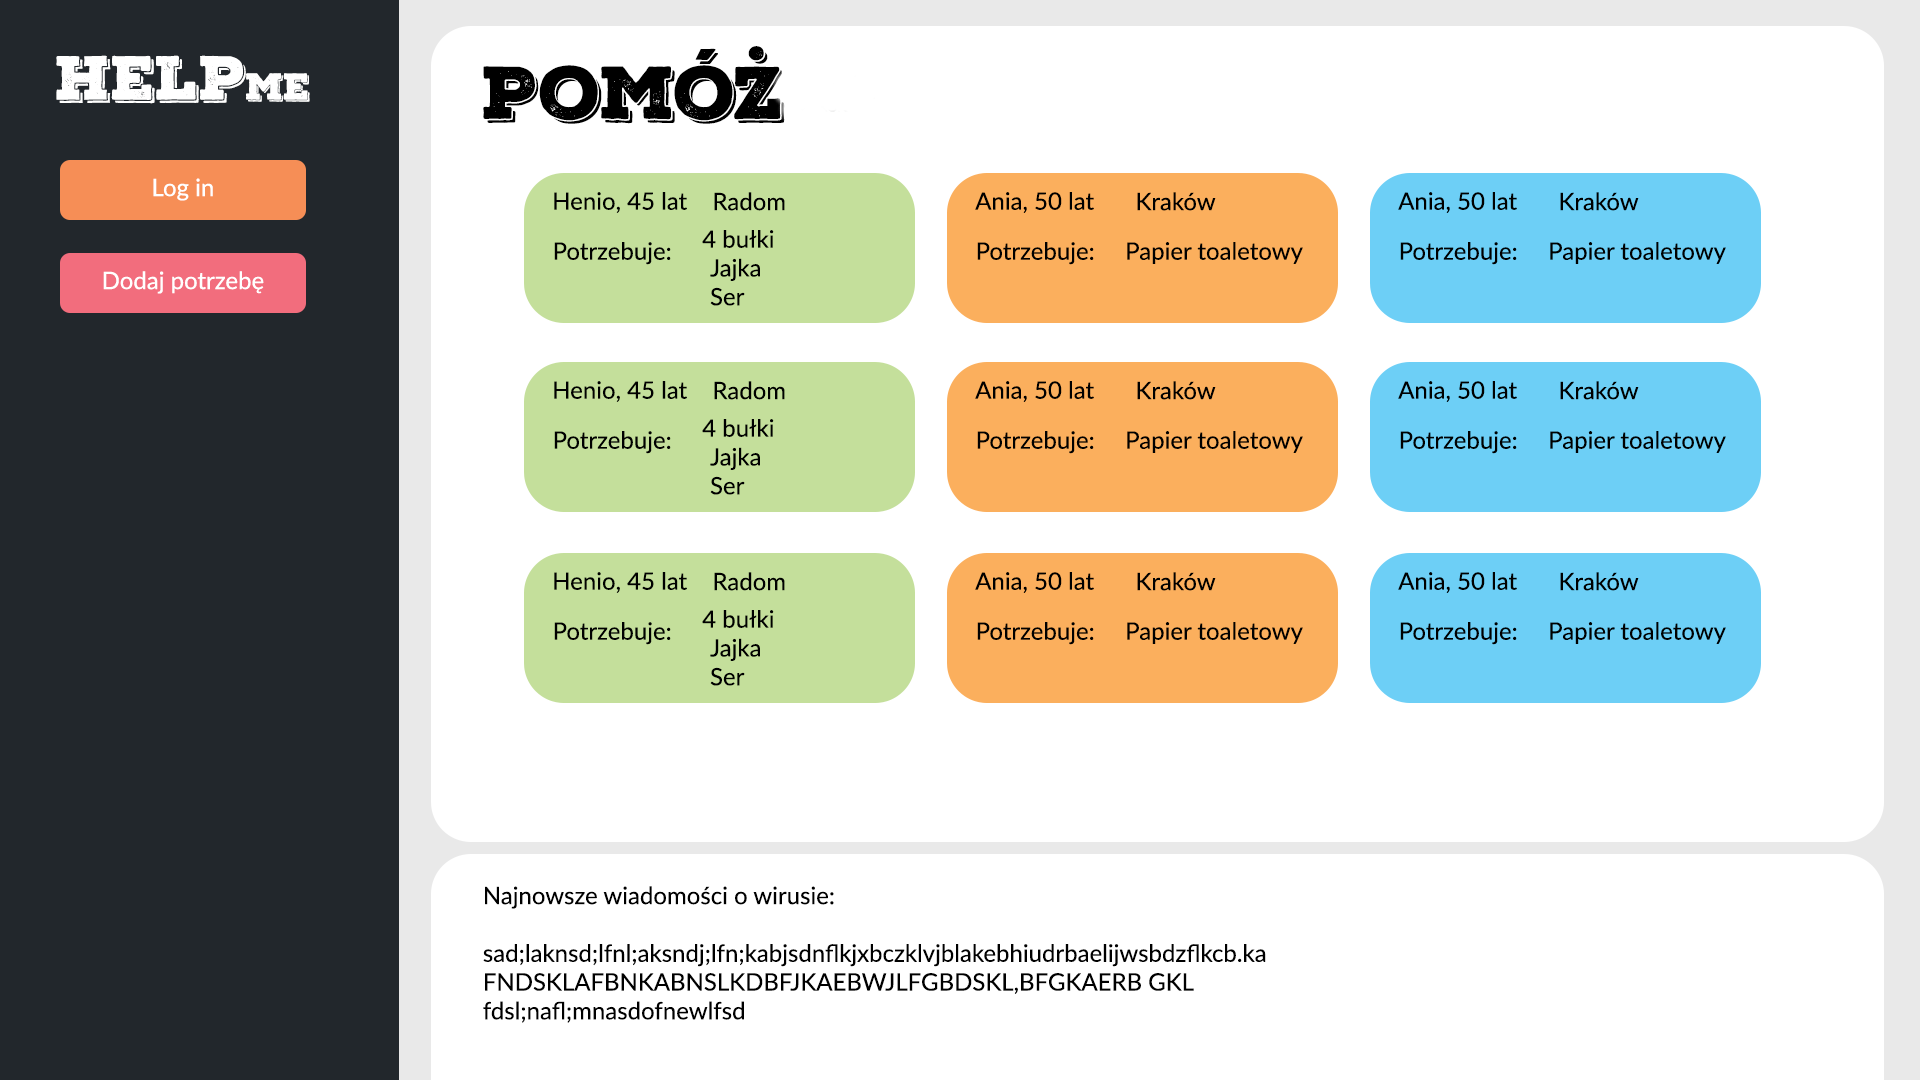 HELPME
Log in
Dodaj potrzebę
POMÓŻ
Henio, 45 lat Radom
Potrzebuje: 4 bułki
Jajka
Ser
Ania, 50 lat Kraków
Potrzebuje: Papier toaletowy
Ania, 50 lat Kraków
Potrzebuje: Papier toaletowy
Henio, 45 lat Radom
Potrzebuje: 4 bułki
Jajka
Ser
Ania, 50 lat Kraków
Potrzebuje: Papier toaletowy
Ania, 50 lat Kraków
Potrzebuje: Papier toaletowy
Henio, 45 lat Radom
Potrzebuje: 4 bułki
Jajka
Ser
Ania, 50 lat Kraków
Potrzebuje: Papier toaletowy
Ania, 50 lat Kraków
Potrzebuje: Papier toaletowy
Najnowsze wiadomości o wirusie:
sad;laknsd;lfnl;aksndj;lfn;kabjsdnflkjxbczklvjblakebhiudrbaelijwsbdzflkcb.ka
FNDSKLAFBNKABNSLKDBFJKAEBWJLFGBDSKL,BFGKAERB GKL
fdsl;nafl;mnasdofnewlfsd